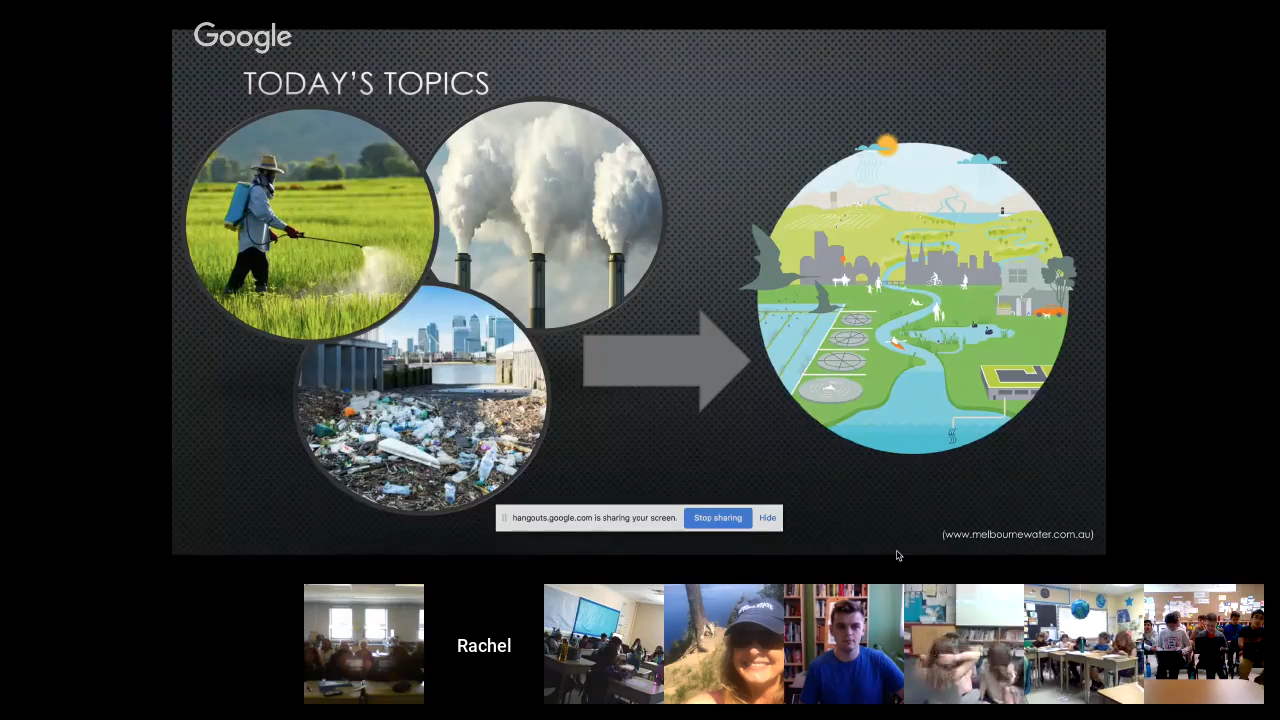 Google
TODAY'S TOPICS
hangouts.google.com is sharing your screen. Stop sharing Hide
(www.melbournewater.com.au)
Rachel